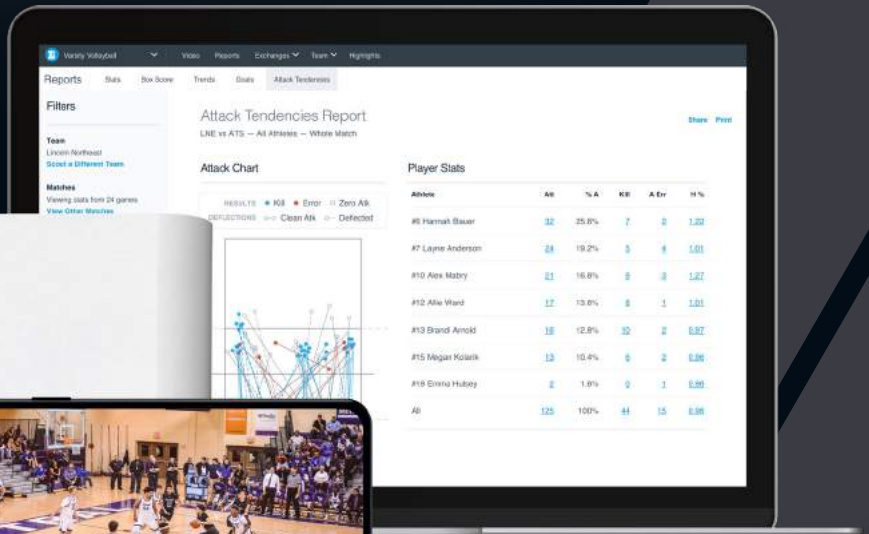 Varsity Volleyball Video Reports Exchanges Team Highlights
Reports Stats Box Score Trends Goals Attack Tendencies
Filters
Attack Tendencies Report
Share Print
LNE vs ATS — All Athletes — Whole Match
Team
Lincoln Northeast
Scout a Different Team
Matches
Viewing stats from 24 games
View Other Matches
Attack Chart
RESULTS Kill Error Zero Atk
DEFLECTIONS Clean Atk Deflected
Player Stats
Athlete Att % A Kill A Err H %
#6 Hannah Bauer 32 25.6% 7 2 1.22
#7 Layne Anderson 24 19.2% 5 4 1.01
#10 Alex Mabry 21 16.8% 8 3 1.27
#12 Allie Ward 17 13.6% 8 1 1.01
#13 Brandi Arnold 16 12.8% 10 2 0.97
#15 Megan Kolarik 13 10.4% 6 2 0.96
#18 Emma Hulsey 2 1.6% 0 1 0.96
All 125 100% 44 15 0.96